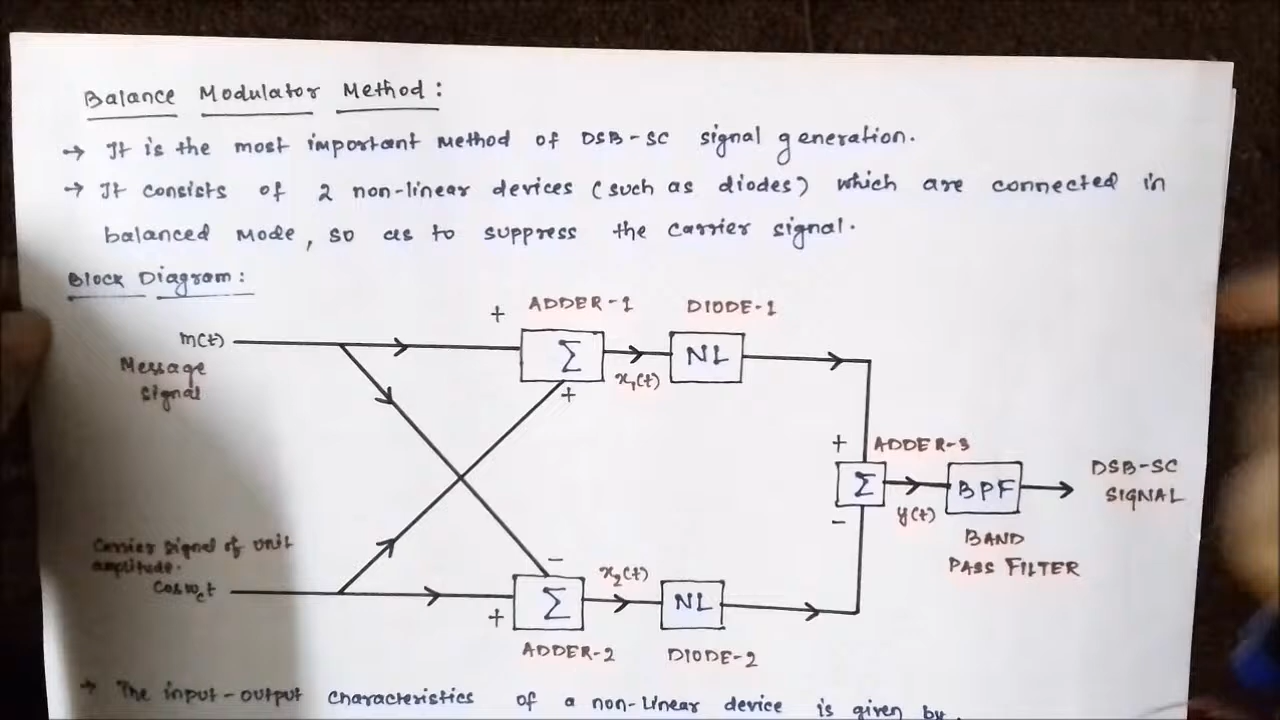 Balance Modulator Method:
→ It is the most important method of DSB-SC signal generation.
→ It consists of 2 non-linear devices (such as diodes) which are connected in
balanced mode, so as to suppress the carrier signal.
Block Diagram:
+ ADDER-1 DIODE-1
m(t) Σ NL
Message
signal
x₁(t)
+
+ ADDER-3
Σ BPF DSB-SC
SIGNAL
- y(t)
BAND
PASS FILTER
Carrier signal of unit
amplitude.
Cosw꜀t
- x₂(t)
+ Σ NL
ADDER-2 DIODE-2
→ The input-output characteristics of a non-linear device is given by.